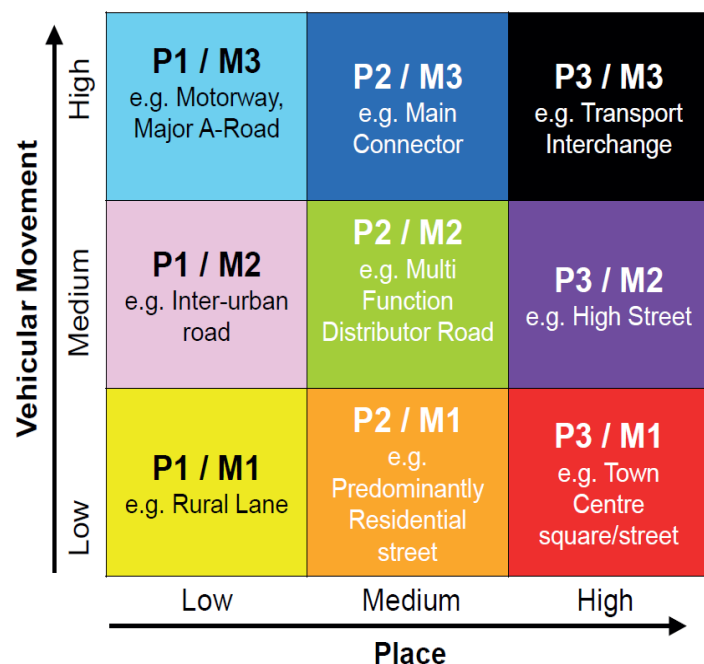 Vehicular Movement
High
Medium
Low
P1 / M3
e.g. Motorway,
Major A-Road
P2 / M3
e.g. Main
Connector
P3 / M3
e.g. Transport
Interchange
P1 / M2
e.g. Inter-urban
road
P2 / M2
e.g. Multi
Function
Distributor Road
P3 / M2
e.g. High Street
P1 / M1
e.g. Rural Lane
P2 / M1
e.g.
Predominantly
Residential
street
P3 / M1
e.g. Town
Centre
square/street
Low
Medium
High
Place